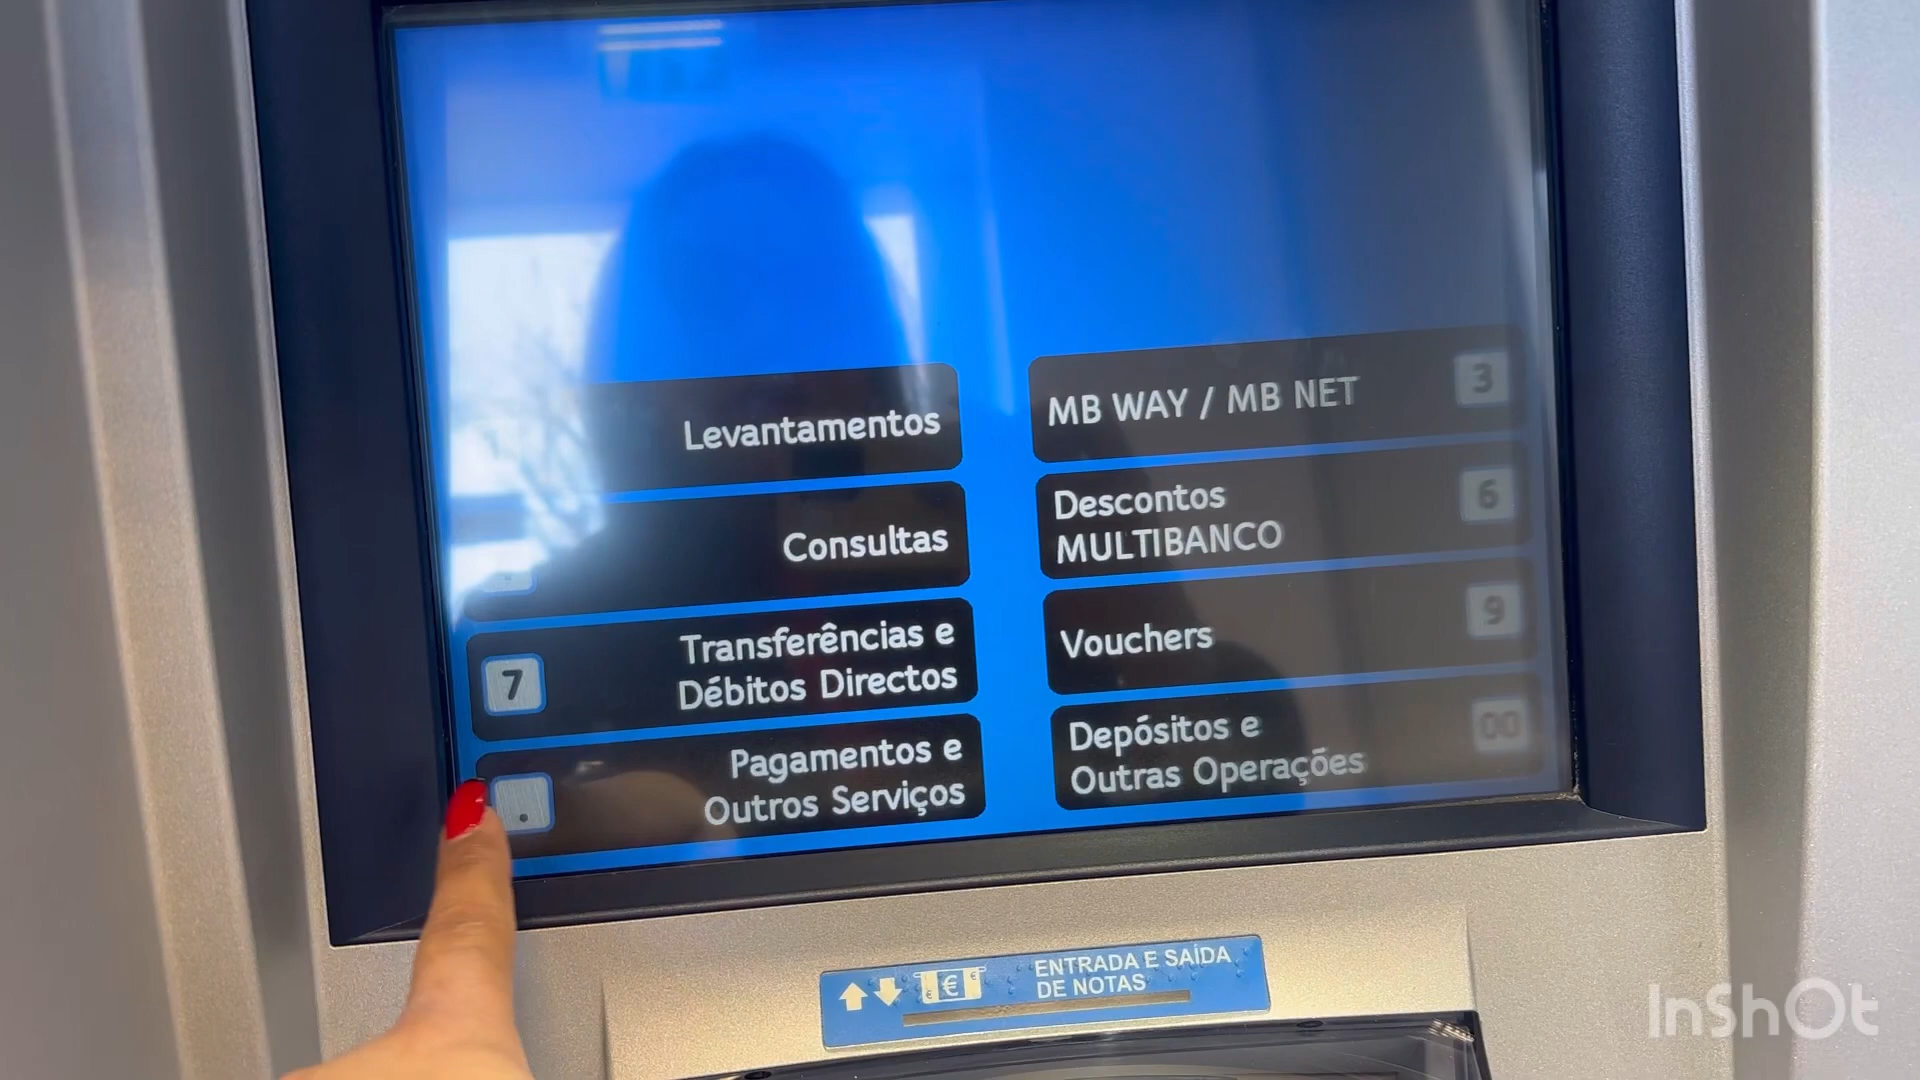 Levantamentos
Consultas
7
Transferências e
Débitos Directos
.
Pagamentos e
Outros Serviços
MB WAY / MB NET
3
Descontos
MULTIBANCO
6
Vouchers
9
Depósitos e
Outras Operações
00
ENTRADA E SAÍDA
DE NOTAS
€ € €
InShOt